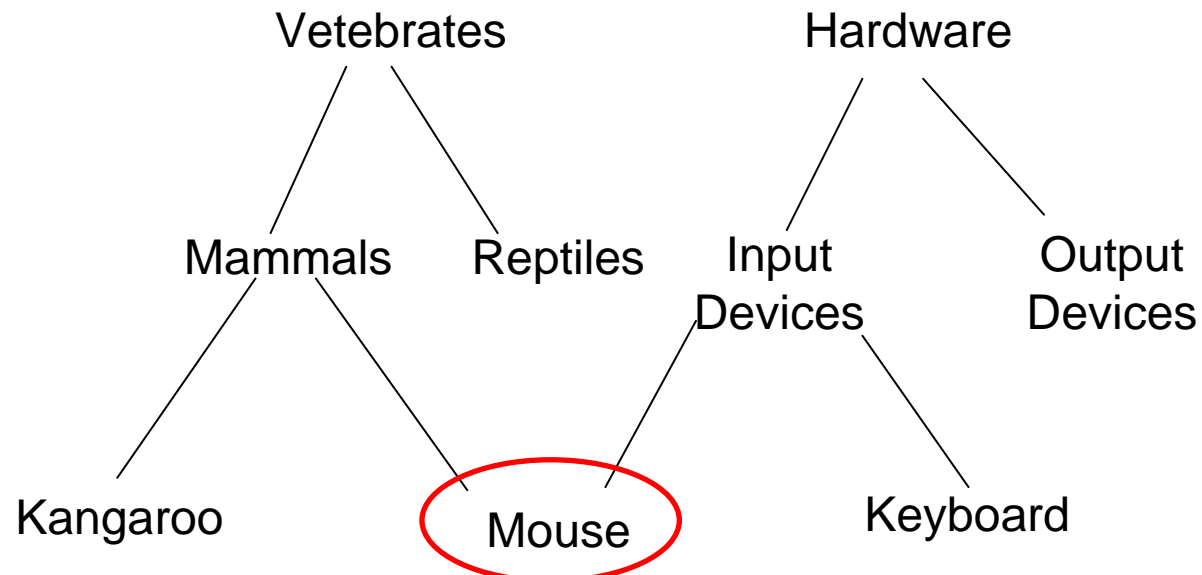 Vetebrates
Hardware
Mammals
Reptiles
Input
Devices
Output
Devices
Kangaroo
Mouse
Keyboard